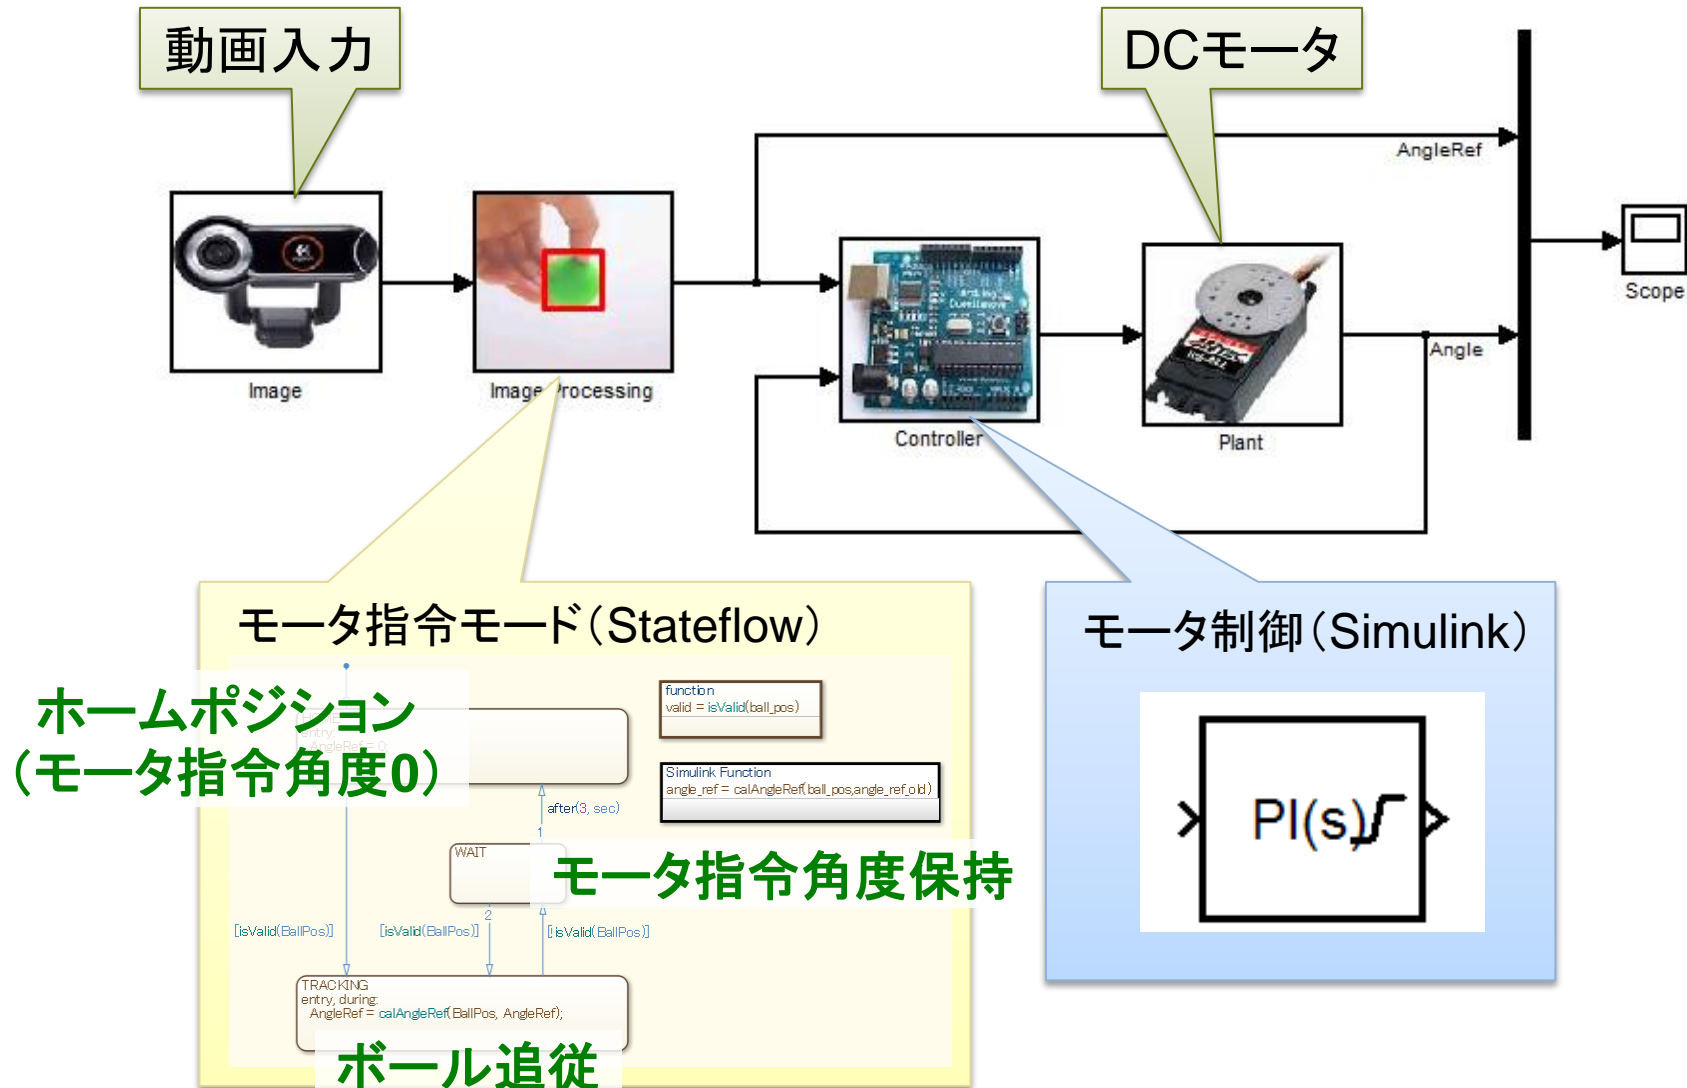 動画入力
DCモータ
AngleRef
Scope
Image
Image Processing
Controller
Plant
Angle
モータ指令モード（Stateflow）
ホームポジション
（モータ指令角度0）
HOME
entry:
AngleRef = 0;
function
valid = isValid(ball_pos)
Simulink Function
angle_ref = calAngleRef(ball_pos,angle_ref_old)
after(3, sec)
1
WAIT
モータ指令角度保持
2
[isValid(BallPos)]
[isValid(BallPos)]
[!isValid(BallPos)]
TRACKING
entry, during:
AngleRef = calAngleRef(BallPos, AngleRef);
ボール追従
モータ制御（Simulink）
PI(s)